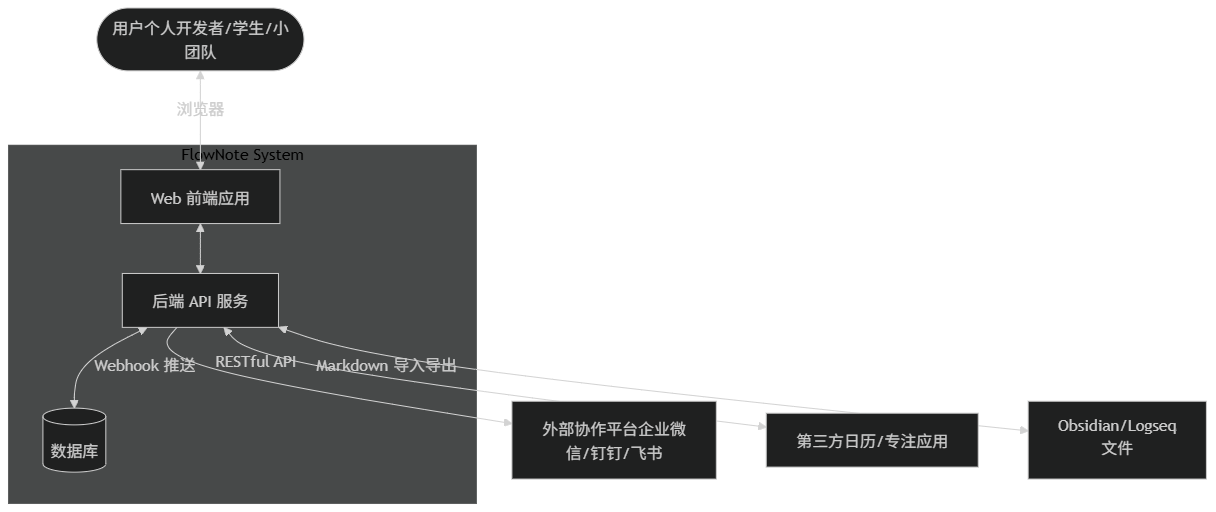 用户个人开发者/学生/小
团队
浏览器
FlowNote System
Web 前端应用
后端 API 服务
Webhook 推送
RESTful API
Markdown 导入导出
数据库
外部协作平台企业微
信/钉钉/飞书
第三方日历/专注应用
Obsidian/Logseq
文件